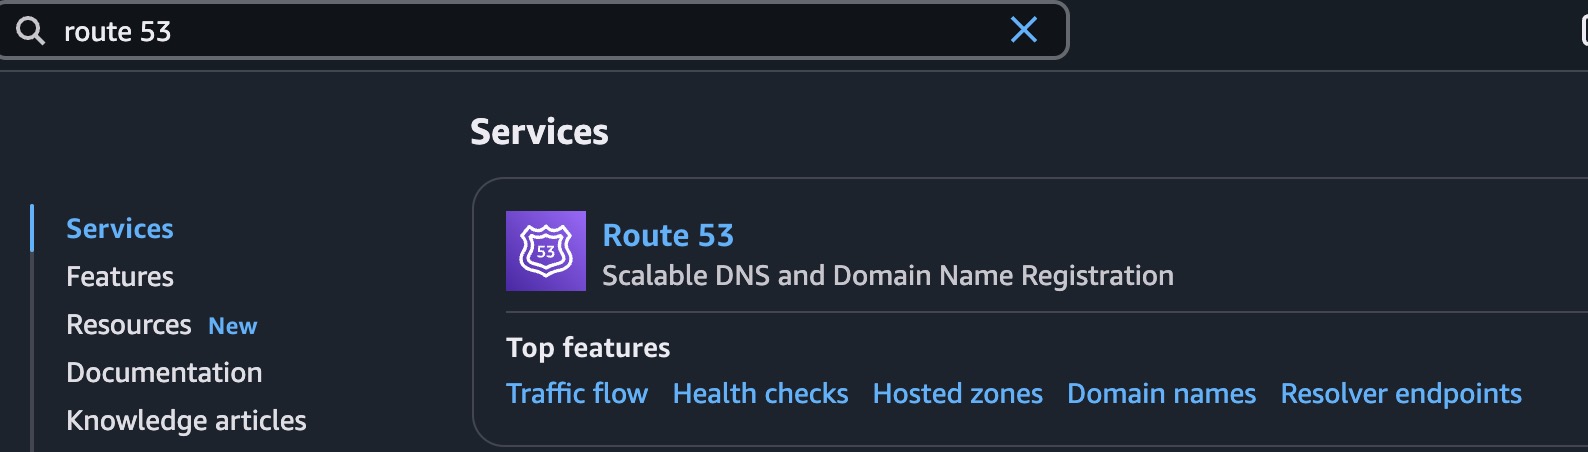 route 53
Services
Services
Features
Resources New
Documentation
Knowledge articles
53
Route 53
Scalable DNS and Domain Name Registration
Top features
Traffic flow Health checks Hosted zones Domain names Resolver endpoints